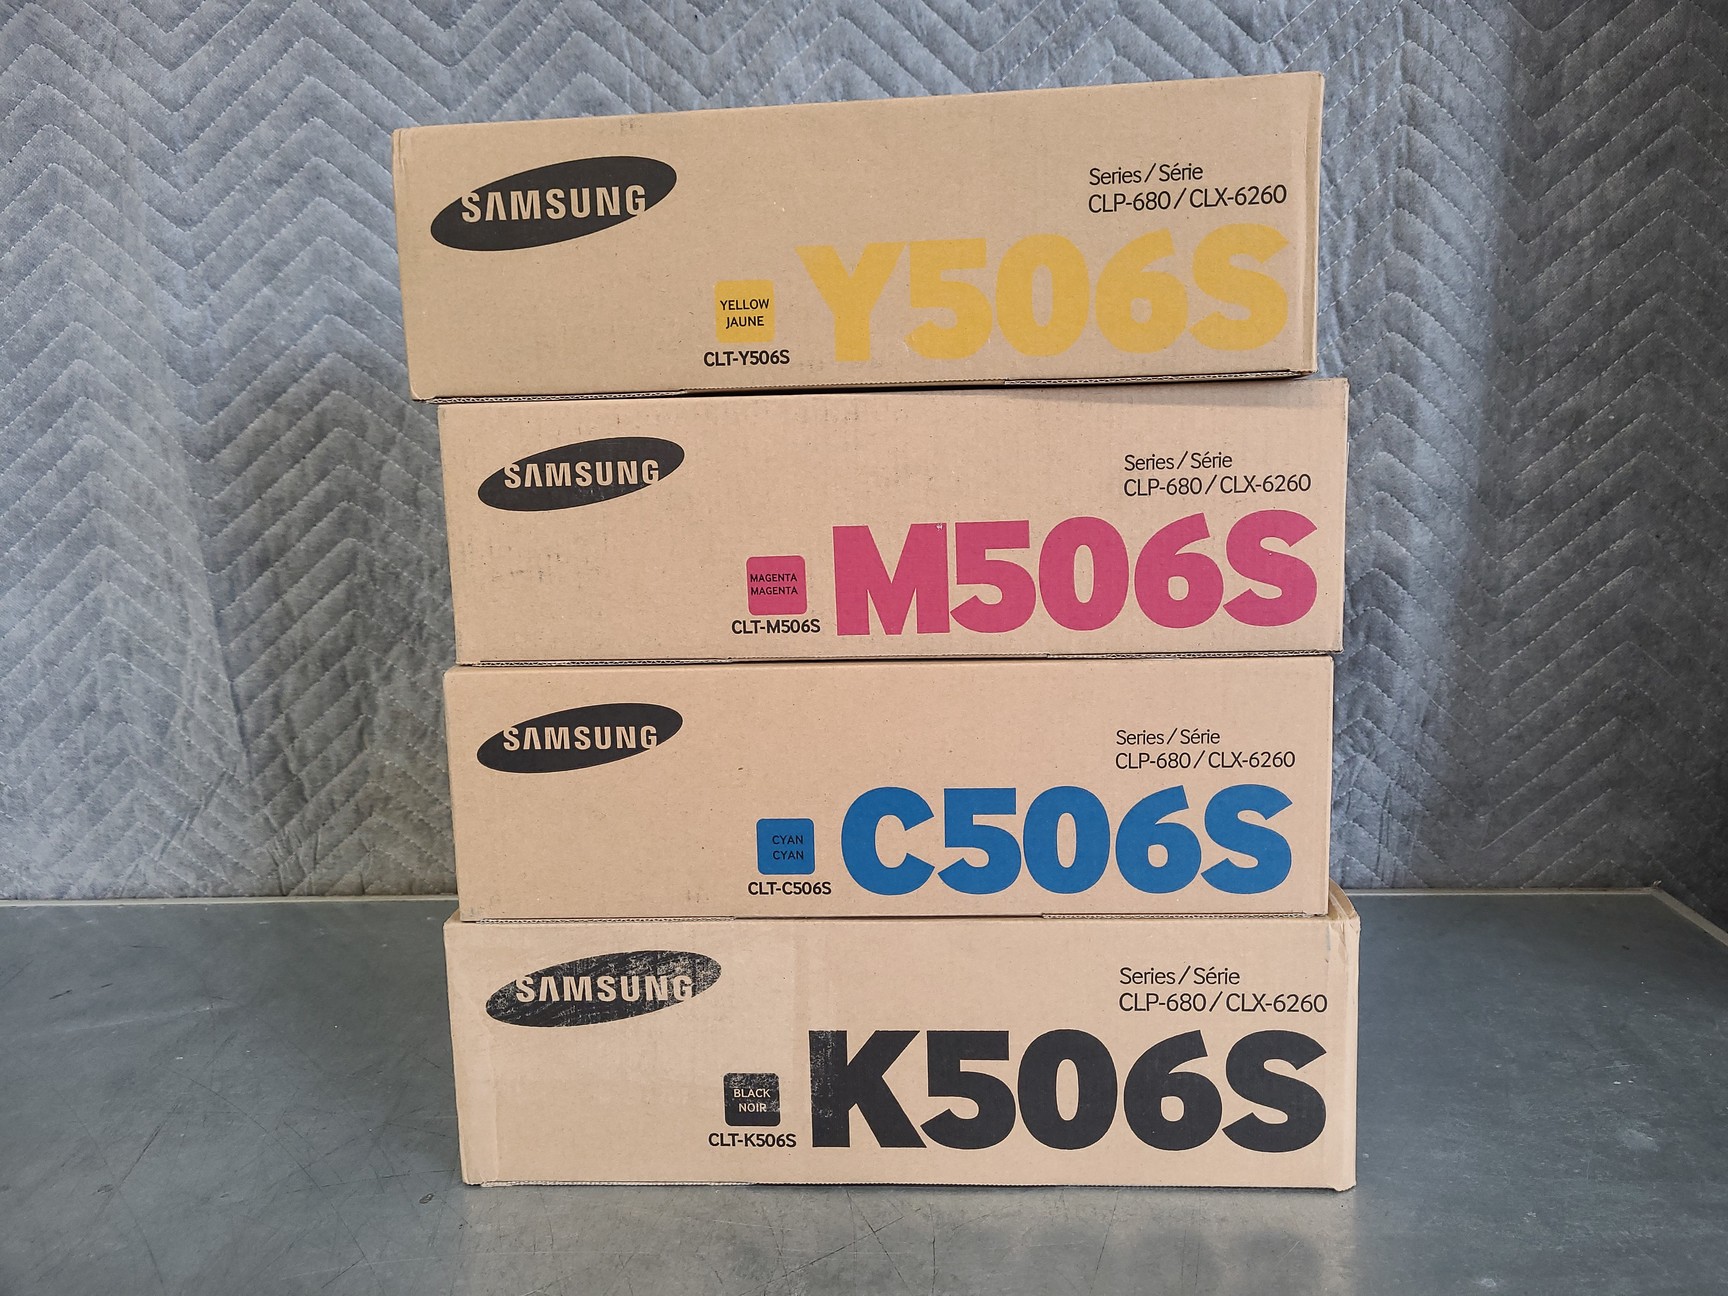 SAMSUNG
Series / Série
CLP-680 / CLX-6260
Y506S
YELLOW
JAUNE
CLT-Y506S
SAMSUNG
Series / Série
CLP-680 / CLX-6260
M506S
MAGENTA
MAGENTA
CLT-M506S
SAMSUNG
Series / Série
CLP-680 / CLX-6260
C506S
CYAN
CYAN
CLT-C506S
SAMSUNG
Series / Série
CLP-680 / CLX-6260
K506S
BLACK
NOIR
CLT-K506S